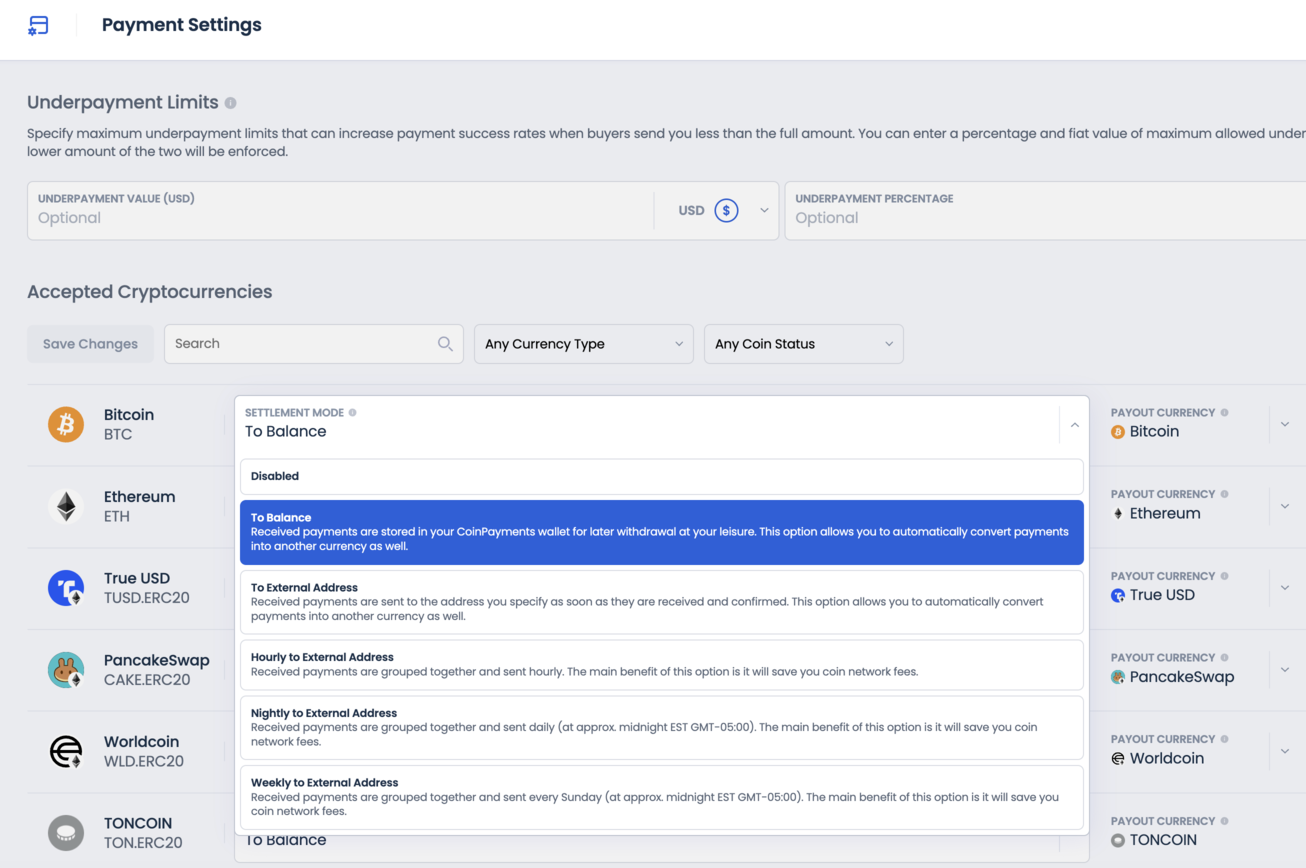 Payment Settings
Underpayment Limits
Specify maximum underpayment limits that can increase payment success rates when buyers send you less than the full amount. You can enter a percentage and fiat value of maximum allowed under
lower amount of the two will be enforced.
UNDERPAYMENT VALUE (USD)
Optional
USD $
UNDERPAYMENT PERCENTAGE
Optional
Accepted Cryptocurrencies
Save Changes
Search
Any Currency Type
Any Coin Status
Bitcoin
BTC
SETTLEMENT MODE
To Balance
PAYOUT CURRENCY
Bitcoin
Disabled
To Balance
Received payments are stored in your CoinPayments wallet for later withdrawal at your leisure. This option allows you to automatically convert payments
into another currency as well.
To External Address
Received payments are sent to the address you specify as soon as they are received and confirmed. This option allows you to automatically convert
payments into another currency as well.
Hourly to External Address
Received payments are grouped together and sent hourly. The main benefit of this option is it will save you coin network fees.
Nightly to External Address
Received payments are grouped together and sent daily (at approx. midnight EST GMT-05:00). The main benefit of this option is it will save you coin
network fees.
Weekly to External Address
Received payments are grouped together and sent every Sunday (at approx. midnight EST GMT-05:00). The main benefit of this option is it will save you
coin network fees.
Ethereum
ETH
PAYOUT CURRENCY
Ethereum
True USD
TUSD.ERC20
PAYOUT CURRENCY
True USD
PancakeSwap
CAKE.ERC20
PAYOUT CURRENCY
PancakeSwap
Worldcoin
WLD.ERC20
PAYOUT CURRENCY
Worldcoin
TONCOIN
TON.ERC20
To Balance
PAYOUT CURRENCY
TONCOIN